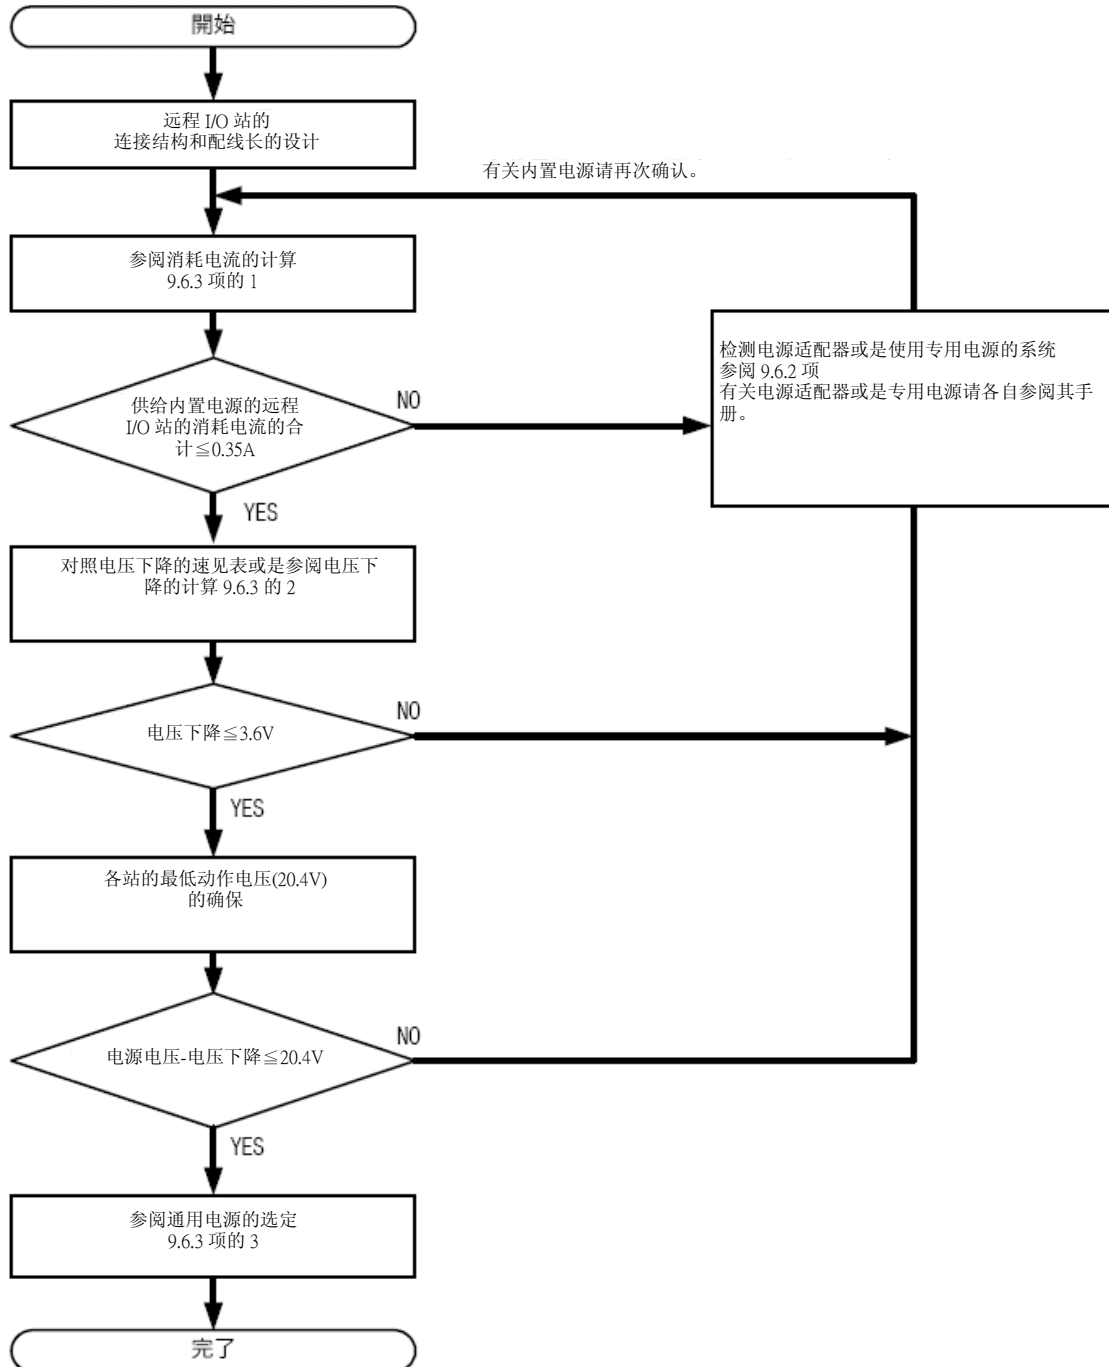 開始
远程 I/O 站的
连接结构和配线长的设计
有关内置电源请再次确认。
参阅消耗电流的计算
9.6.3 项的 1
检测电源适配器或是使用专用电源的系统
参阅 9.6.2 项
有关电源适配器或是专用电源请各自参阅其手
册。
供给内置电源的远程
I/O 站的消耗电流的合
计≦0.35A
NO
YES
对照电压下降的速见表或是参阅电压下
降的计算 9.6.3 的 2
电压下降≦3.6V
NO
YES
各站的最低动作电压(20.4V)
的确保
电源电压-电压下降≦20.4V
NO
YES
参阅通用电源的选定
9.6.3 项的 3
完了